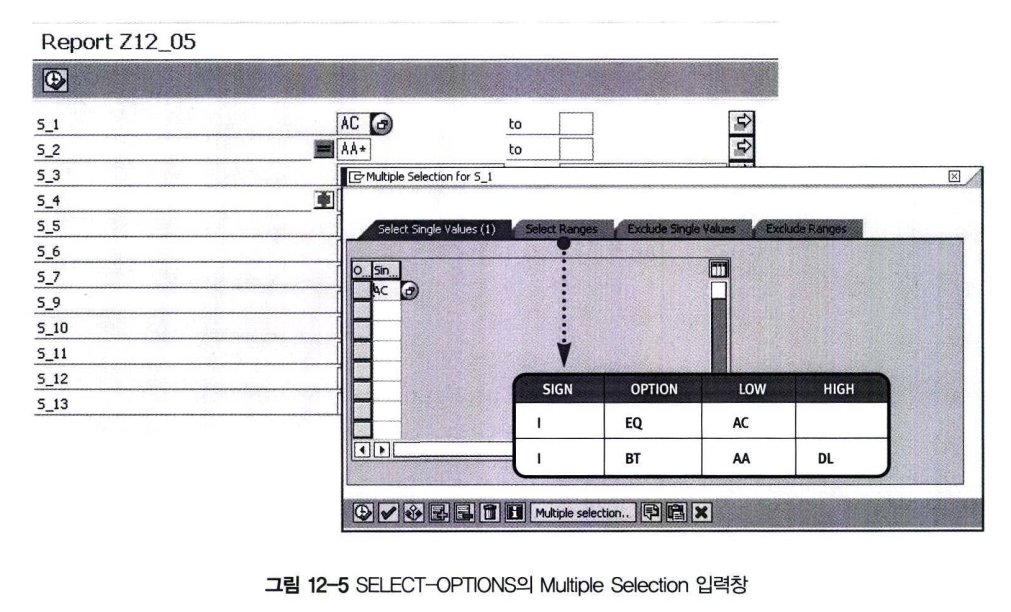 Report Z12_05
S_1 AC to
S_2 AA* to
S_3
Multiple Selection for S_1
S_4
S_5
Select Single Values (1) Select Ranges Exclude Single Values Exclude Ranges
S_6
S_7
O... Sin...
AC
S_9
S_10
S_11
S_12
S_13
SIGN OPTION LOW HIGH
I EQ AC
I BT AA DL
Multiple selection..
그림 12-5 SELECT-OPTIONS의 Multiple Selection 입력창